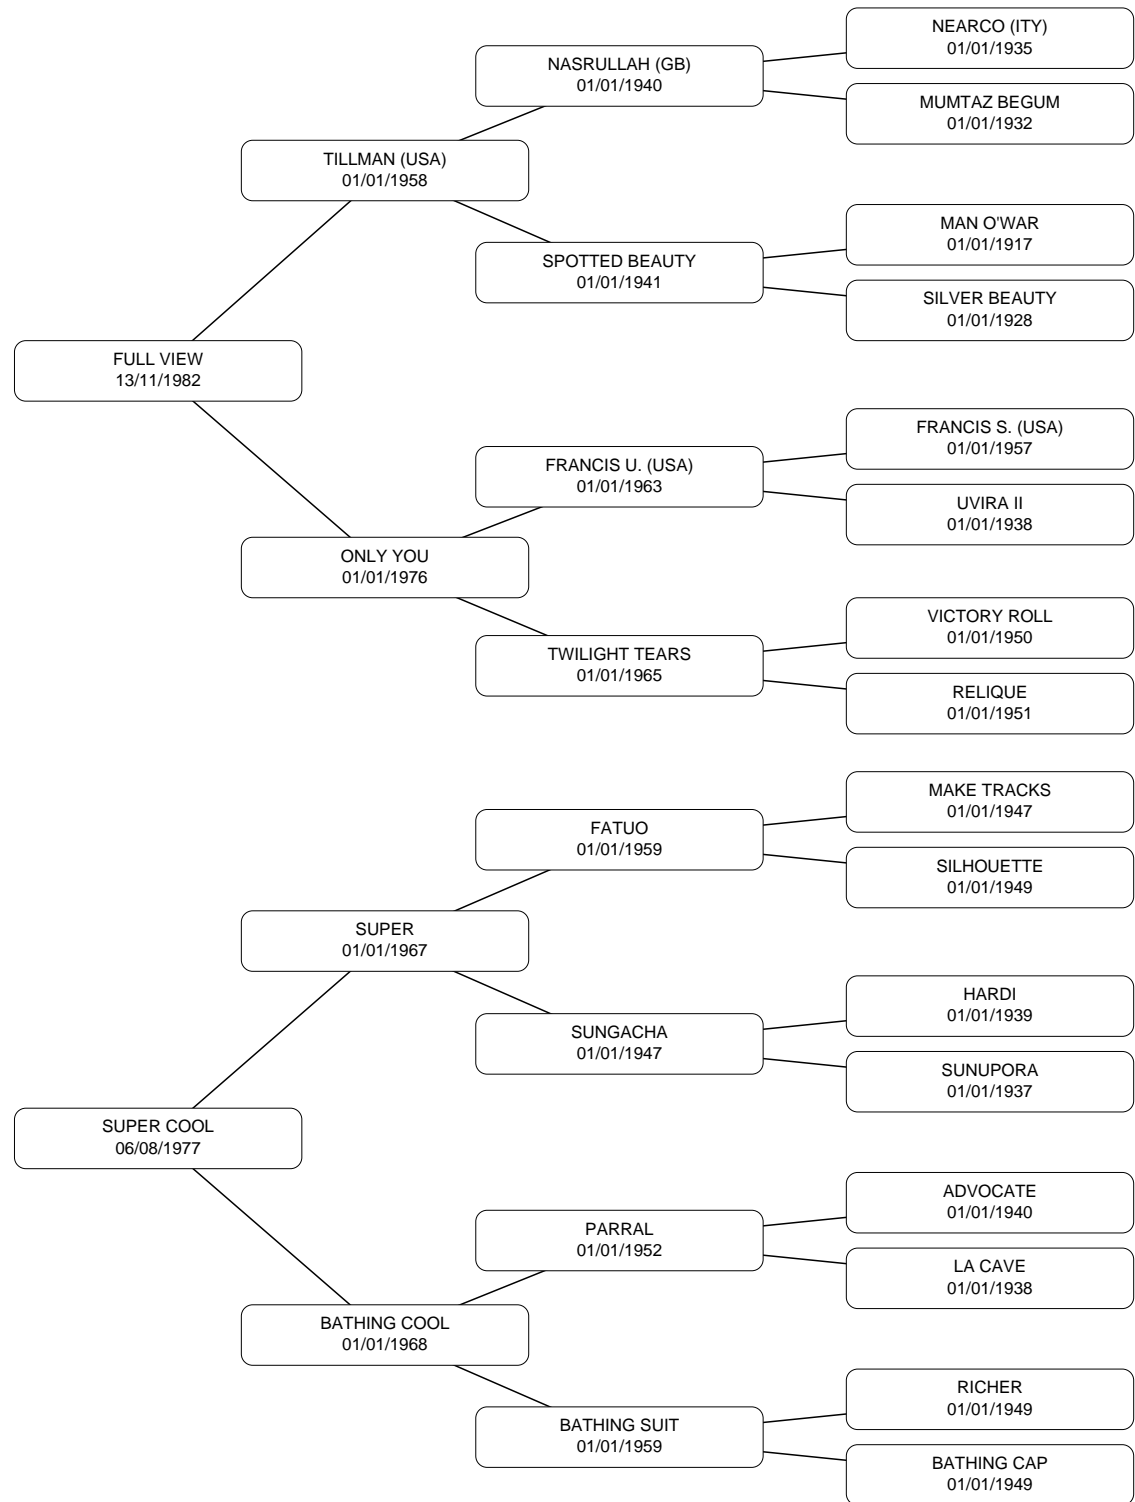 NEARCO (ITY)
01/01/1935
NASRULLAH (GB)
01/01/1940
MUMTAZ BEGUM
01/01/1932
TILLMAN (USA)
01/01/1958
MAN O'WAR
01/01/1917
SPOTTED BEAUTY
01/01/1941
SILVER BEAUTY
01/01/1928
FULL VIEW
13/11/1982
FRANCIS S. (USA)
01/01/1957
FRANCIS U. (USA)
01/01/1963
UVIRA II
01/01/1938
ONLY YOU
01/01/1976
VICTORY ROLL
01/01/1950
TWILIGHT TEARS
01/01/1965
RELIQUE
01/01/1951
MAKE TRACKS
01/01/1947
FATUO
01/01/1959
SILHOUETTE
01/01/1949
SUPER
01/01/1967
HARDI
01/01/1939
SUNGACHA
01/01/1947
SUNUPORA
01/01/1937
SUPER COOL
06/08/1977
ADVOCATE
01/01/1940
PARRAL
01/01/1952
LA CAVE
01/01/1938
BATHING COOL
01/01/1968
RICHER
01/01/1949
BATHING SUIT
01/01/1959
BATHING CAP
01/01/1949